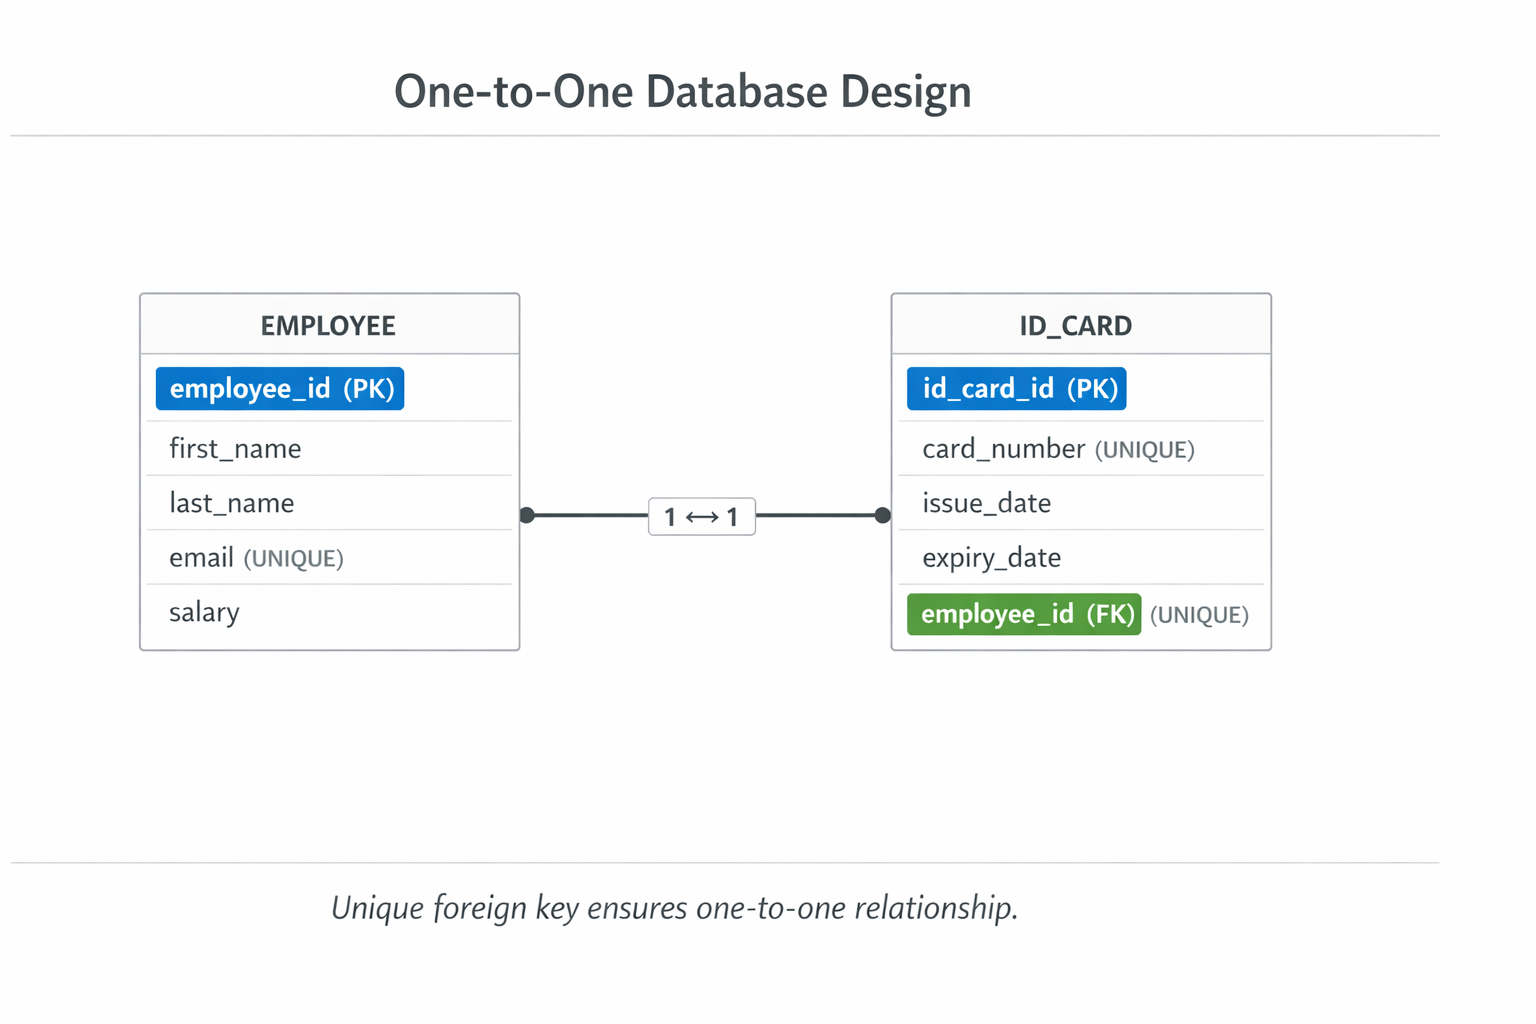 One-to-One Database Design
EMPLOYEE
employee_id (PK)
first_name
last_name
email (UNIQUE)
salary
1 ↔ 1
ID_CARD
id_card_id (PK)
card_number (UNIQUE)
issue_date
expiry_date
employee_id (FK) (UNIQUE)
Unique foreign key ensures one-to-one relationship.